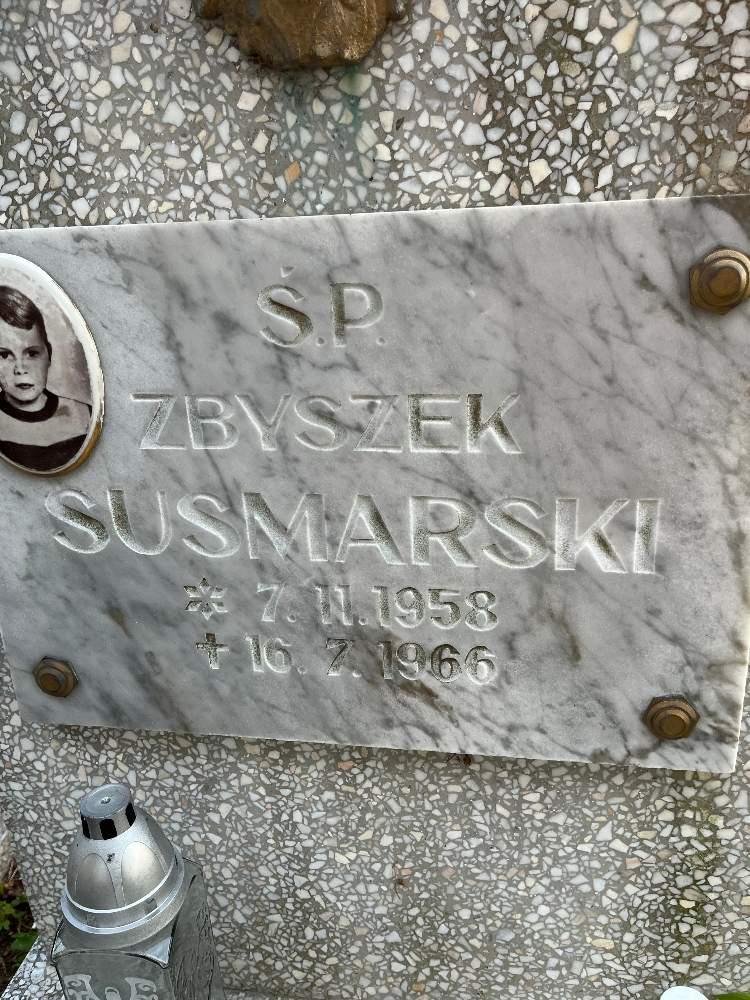 Ś.P.
ZBYSZEK
SUSMARSKI
* 7. 11. 1958
✝ 16. 7. 1966